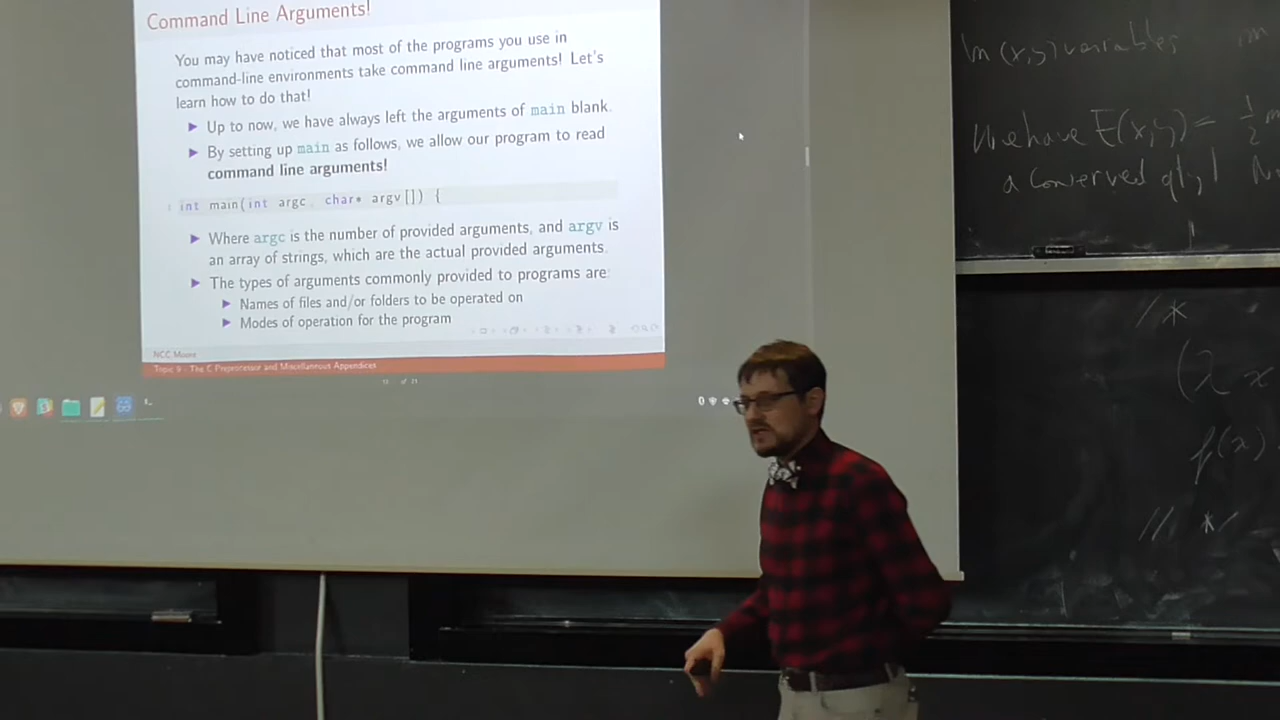 Command Line Arguments!
You may have noticed that most of the programs you use in
command-line environments take command line arguments! Let's
learn how to do that!
▶ Up to now, we have always left the arguments of main blank.
▶ By setting up main as follows, we allow our program to read
command line arguments!
int main(int argc, char* argv[]) {
▶ Where argc is the number of provided arguments, and argv is
an array of strings, which are the actual provided arguments.
▶ The types of arguments commonly provided to programs are:
▶ Names of files and/or folders to be operated on
▶ Modes of operation for the program
NCC Moore
Topic 9 - The C Preprocessor and Miscellaneous Appendices
(x,y) variables
We have E(x,y) = 1/2 m
a conserved qty
/*
(λx
f(x)
// */